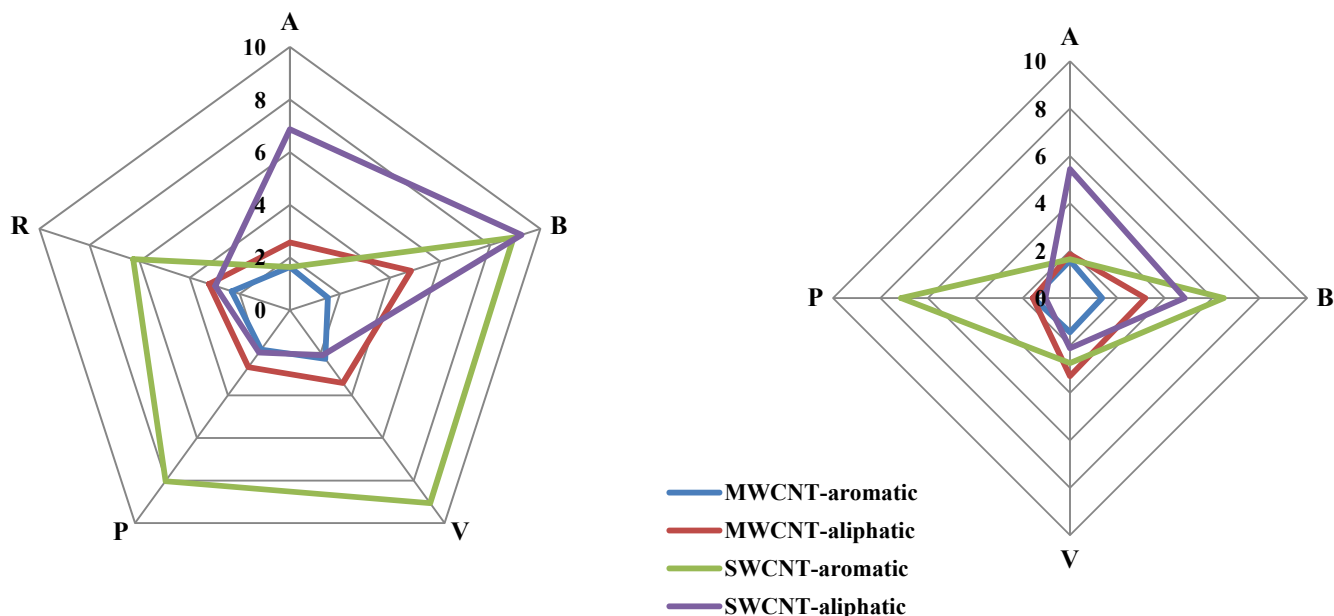 A
10
8
6
4
2
0
R
B
P
V
A
10
8
6
4
2
0
P
B
V
MWCNT-aromatic
MWCNT-aliphatic
SWCNT-aromatic
SWCNT-aliphatic